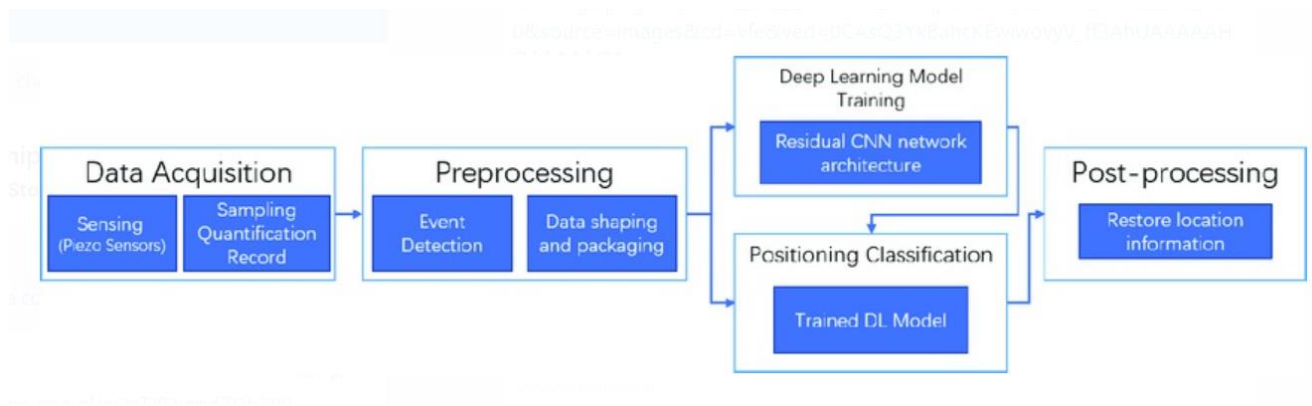 Data Acquisition
Sensing
(Piezo Sensors)
Sampling
Quantification
Record
Preprocessing
Event
Detection
Data shaping
and packaging
Deep Learning Model
Training
Residual CNN network
architecture
Positioning Classification
Trained DL Model
Post-processing
Restore location
information